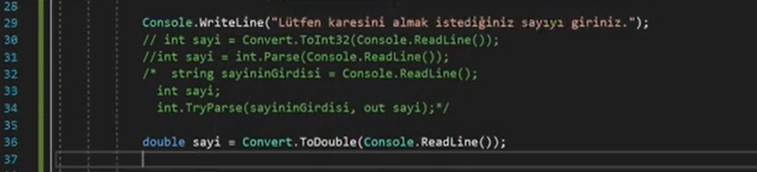 28
29 Console.WriteLine("Lütfen karesini almak istediğiniz sayıyı giriniz.");
30 // int sayi = Convert.ToInt32(Console.ReadLine());
31 //int sayi = int.Parse(Console.ReadLine());
32 /* string sayininGirdisi = Console.ReadLine();
33 int sayi;
34 int.TryParse(sayininGirdisi, out sayi);*/
35
36 double sayi = Convert.ToDouble(Console.ReadLine());
37